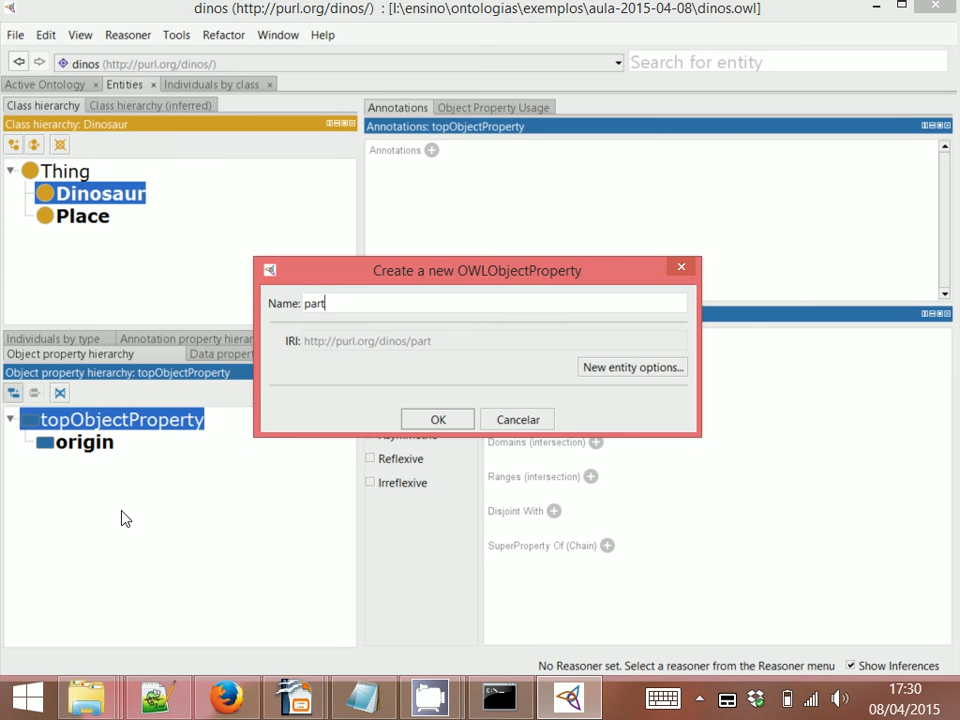 dinos (http://purl.org/dinos/) : [I:\ensino\ontologias\exemplos\aula-2015-04-08\dinos.owl]
File Edit View Reasoner Tools Refactor Window Help
dinos (http://purl.org/dinos/) Search for entity
Active Ontology × Entities × Individuals by class ×
Class hierarchy Class hierarchy (inferred)
Class hierarchy: Dinosaur
Thing
Dinosaur
Place
Annotations Object Property Usage
Annotations: topObjectProperty
Annotations
Create a new OWLObjectProperty
Name: part
IRI: http://purl.org/dinos/part
New entity options...
OK Cancelar
Individuals by type Annotation property hierar
Object property hierarchy Data propert
Object property hierarchy: topObjectProperty
topObjectProperty
origin
Reflexive
Irreflexive
Domains (intersection)
Ranges (intersection)
Disjoint With
SuperProperty Of (Chain)
No Reasoner set. Select a reasoner from the Reasoner menu Show Inferences
17:30
08/04/2015